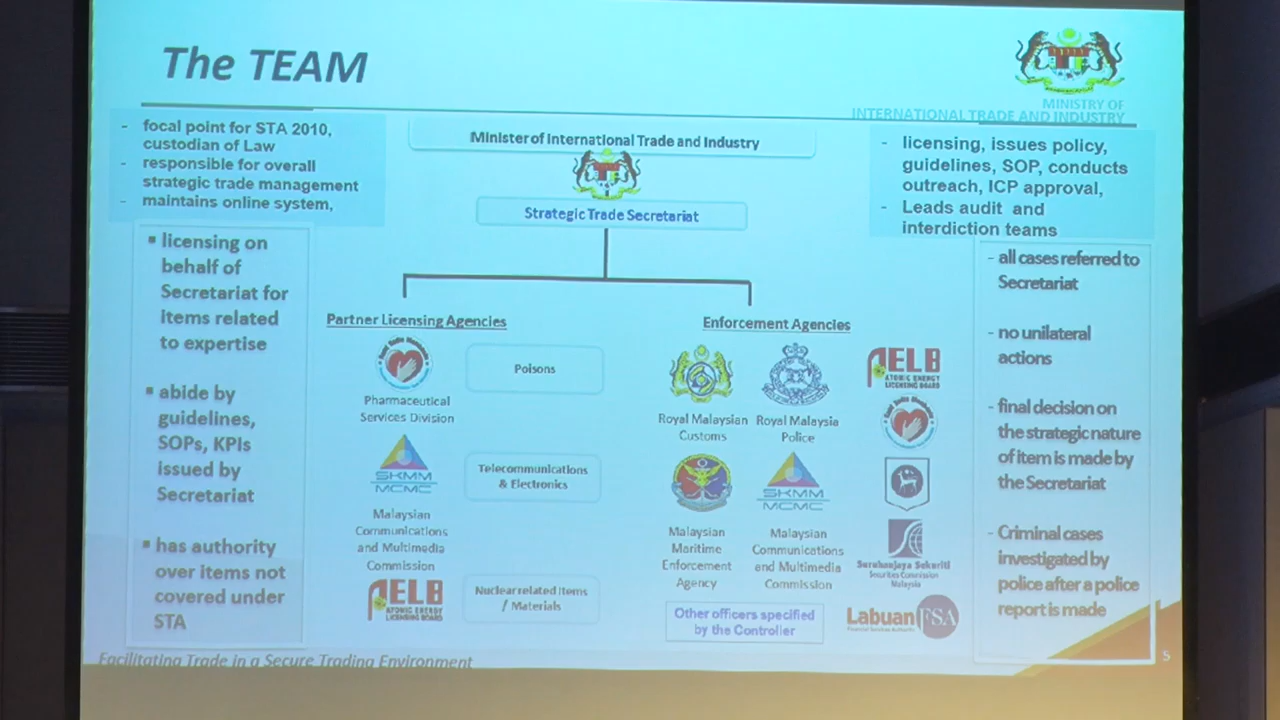 The TEAM
MINISTRY OF
INTERNATIONAL TRADE AND INDUSTRY
- focal point for STA 2010,
custodian of Law
- responsible for overall
strategic trade management
- maintains online system,
Minister of International Trade and Industry
Strategic Trade Secretariat
- licensing, issues policy,
guidelines, SOP, conducts
outreach, ICP approval,
- Leads audit and
interdiction teams
▪ licensing on
behalf of
Secretariat for
items related
to expertise
▪ abide by
guidelines,
SOPs, KPIs
issued by
Secretariat
▪ has authority
over items not
covered under
STA
Partner Licensing Agencies
Pharmaceutical
Services Division
Poisons
SKMM
MCMC
Malaysian
Communications
and Multimedia
Commission
Telecommunications
& Electronics
AELB
ATOMIC ENERGY
LICENSING BOARD
Nuclear related Items
/ Materials
Enforcement Agencies
Royal Malaysian
Customs
Royal Malaysia
Police
AELB
ATOMIC ENERGY
LICENSING BOARD
Malaysian
Maritime
Enforcement
Agency
SKMM
MCMC
Malaysian
Communications
and Multimedia
Commission
Suruhanjaya Sekuriti
Securities Commission
Malaysia
Other officers specified
by the Controller
Labuan FSA
Financial Services Authority
- all cases referred to
Secretariat
- no unilateral
actions
- final decision on
the strategic nature
of item is made by
the Secretariat
- Criminal cases
investigated by
police after a police
report is made
Facilitating Trade in a Secure Trading Environment
5